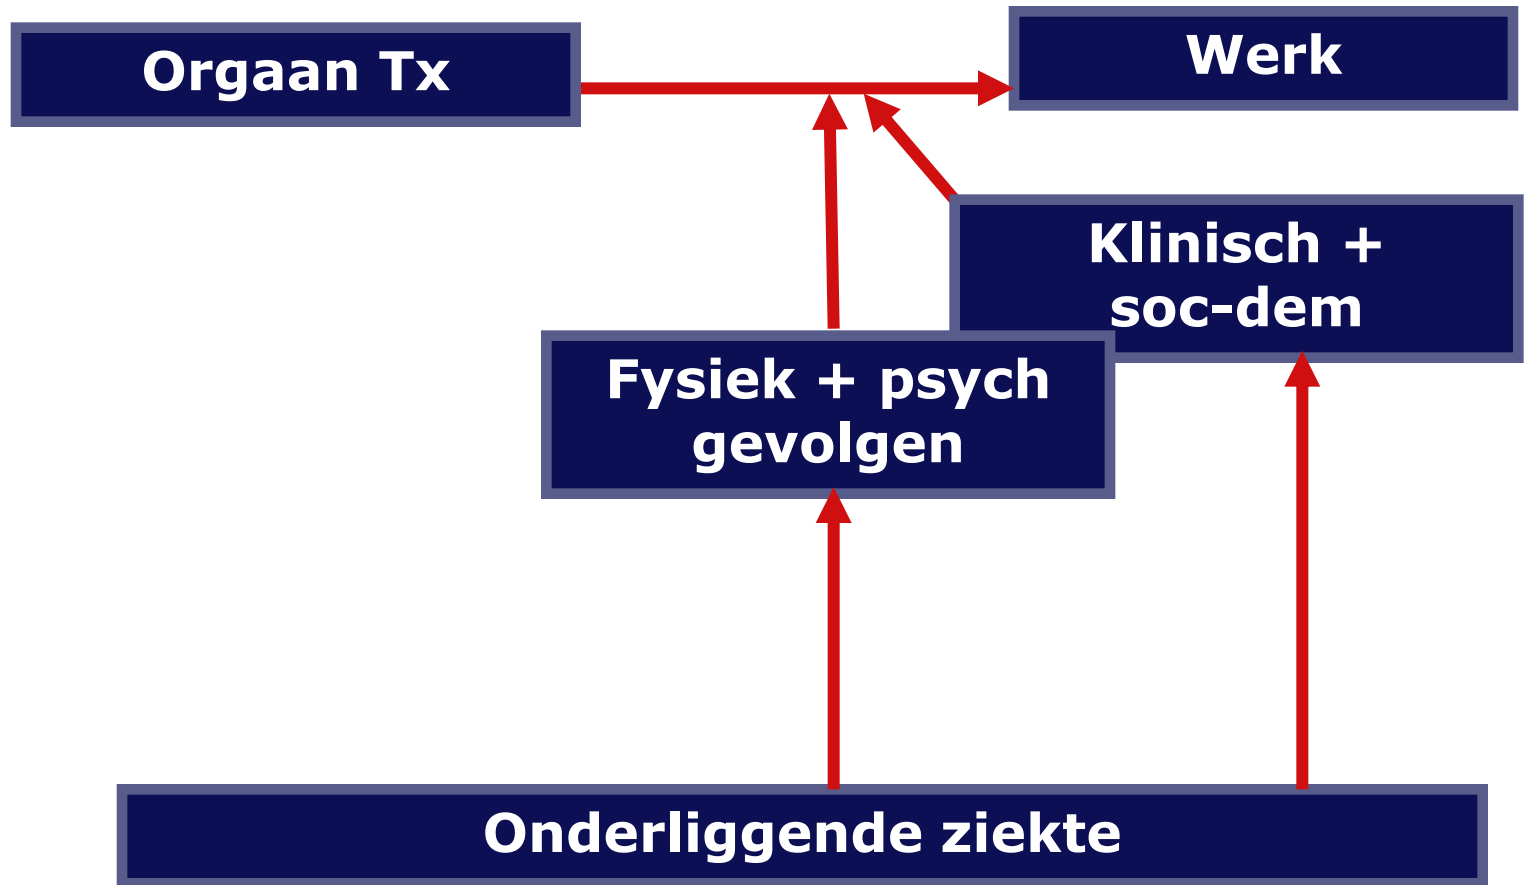 Orgaan Tx
Werk
Klinisch +
soc-dem
Fysiek + psych
gevolgen
Onderliggende ziekte